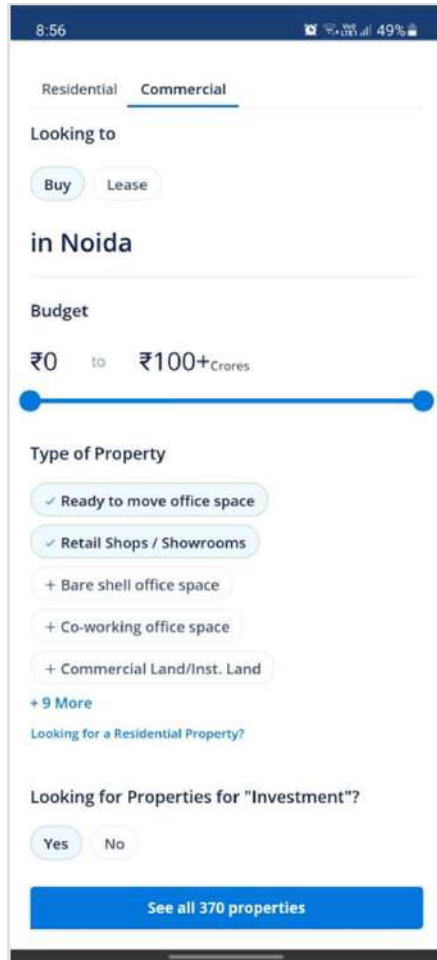 8:56 49%
Residential Commercial
Looking to
Buy Lease
in Noida
Budget
₹0 to ₹100+Crores
Type of Property
✓ Ready to move office space
✓ Retail Shops / Showrooms
+ Bare shell office space
+ Co-working office space
+ Commercial Land/Inst. Land
+ 9 More
Looking for a Residential Property?
Looking for Properties for "Investment"?
Yes No
See all 370 properties